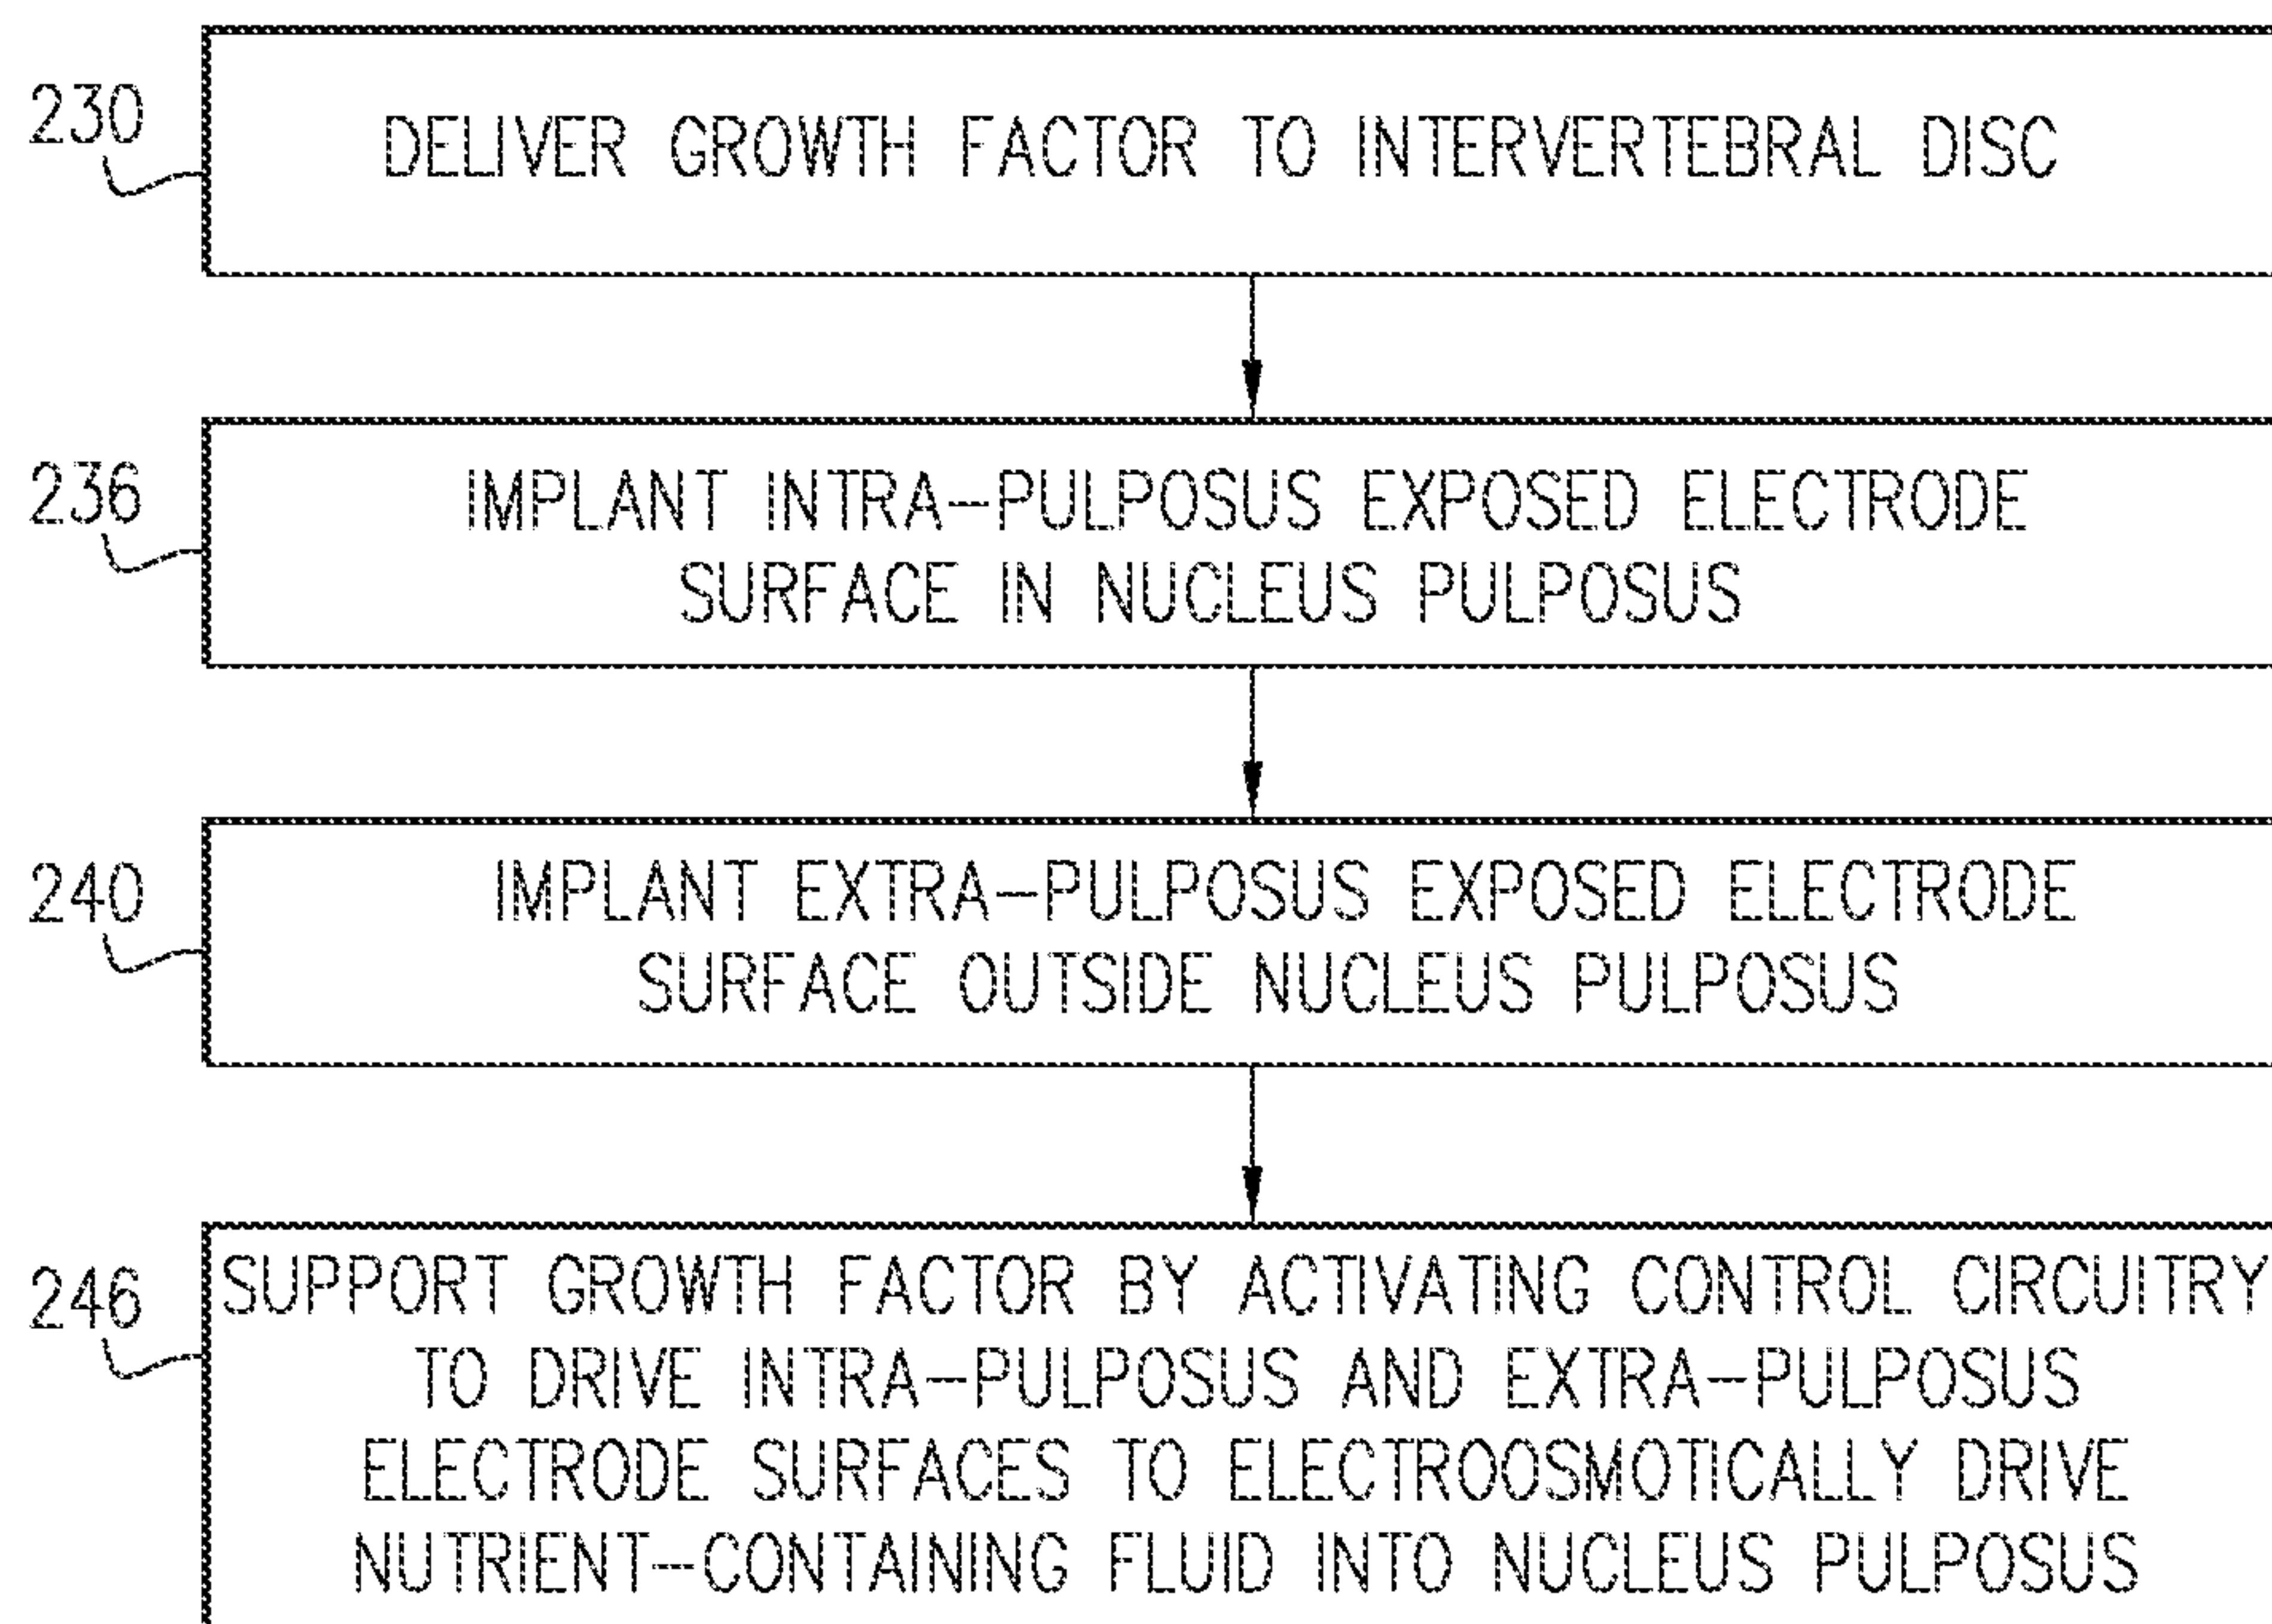 230
DELIVER GROWTH FACTOR TO INTERVERTEBRAL DISC
236
IMPLANT INTRA-PULPOSUS EXPOSED ELECTRODE
SURFACE IN NUCLEUS PULPOSUS
240
IMPLANT EXTRA-PULPOSUS EXPOSED ELECTRODE
SURFACE OUTSIDE NUCLEUS PULPOSUS
246
SUPPORT GROWTH FACTOR BY ACTIVATING CONTROL CIRCUITRY
TO DRIVE INTRA-PULPOSUS AND EXTRA-PULPOSUS
ELECTRODE SURFACES TO ELECTROOSMOTICALLY DRIVE
NUTRIENT-CONTAINING FLUID INTO NUCLEUS PULPOSUS